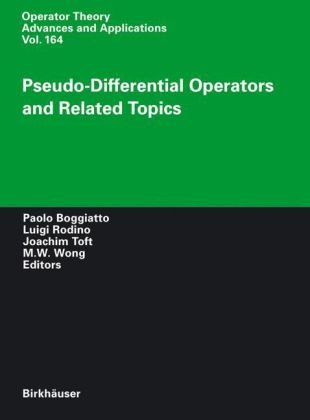 Operator Theory
Advances and Applications
Vol. 164
Pseudo-Differential Operators
and Related Topics
Paolo Boggiatto
Luigi Rodino
Joachim Toft
M.W. Wong
Editors
Birkhäuser